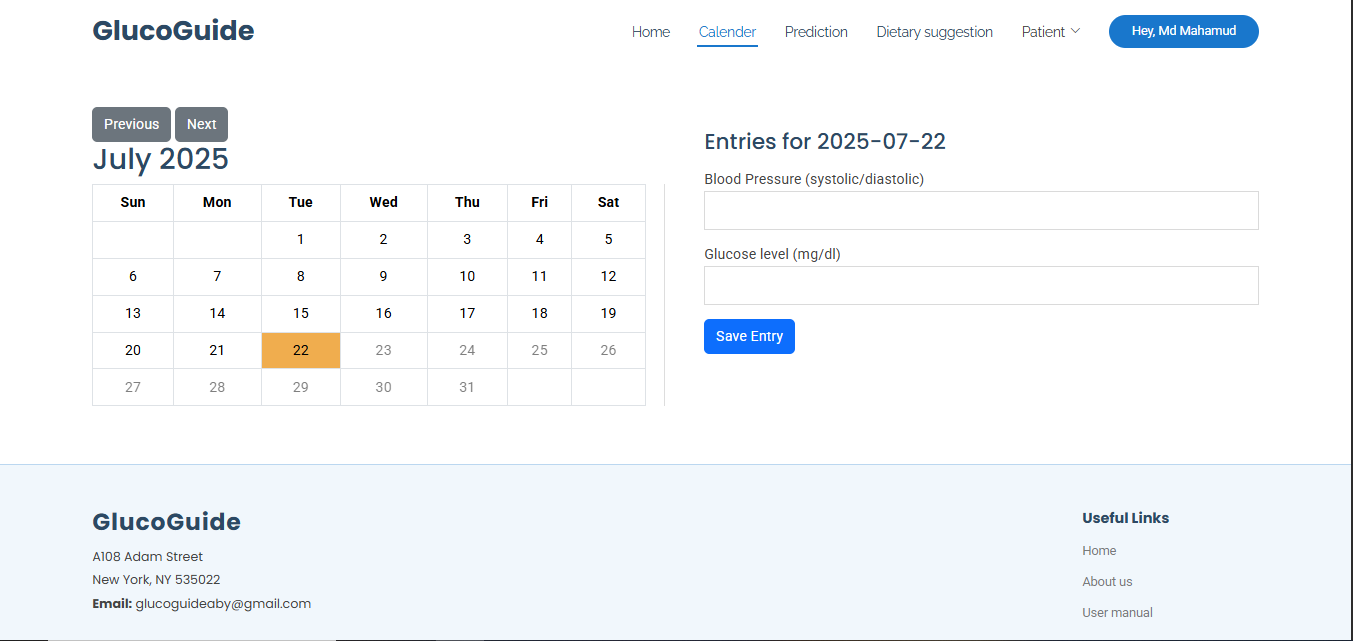 GlucoGuide
Home Calender Prediction Dietary suggestion Patient Hey, Md Mahamud
Previous Next
July 2025
Sun Mon Tue Wed Thu Fri Sat
1 2 3 4 5
6 7 8 9 10 11 12
13 14 15 16 17 18 19
20 21 22 23 24 25 26
27 28 29 30 31
Entries for 2025-07-22
Blood Pressure (systolic/diastolic)
Glucose level (mg/dl)
Save Entry
GlucoGuide
A108 Adam Street
New York, NY 535022
Email: glucoguideaby@gmail.com
Useful Links
Home
About us
User manual